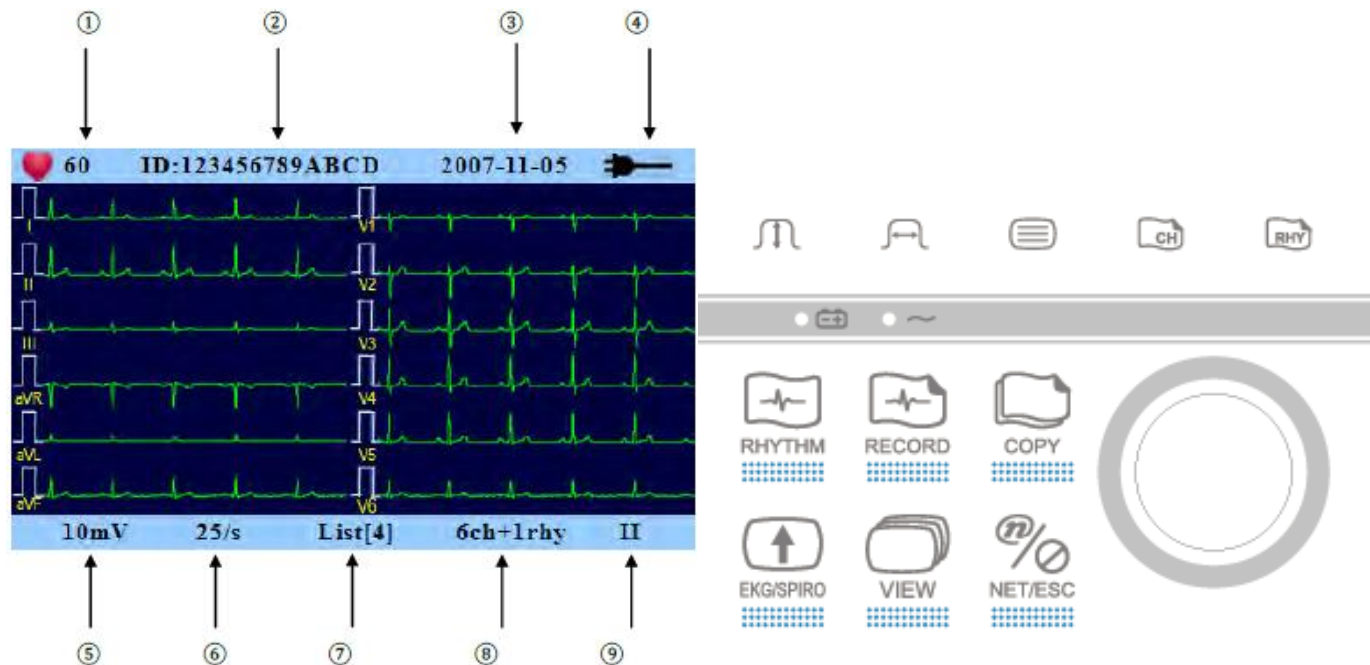 ① ② ③ ④
60 ID:123456789ABCD 2007-11-05
I V1
II V2
III V3
aVR V4
aVL V5
aVF V6
10mV 25/s List[4] 6ch+1rhy II
⑤ ⑥ ⑦ ⑧ ⑨
CH RHY
RHYTHM RECORD COPY
EKG/SPIRO VIEW NET/ESC